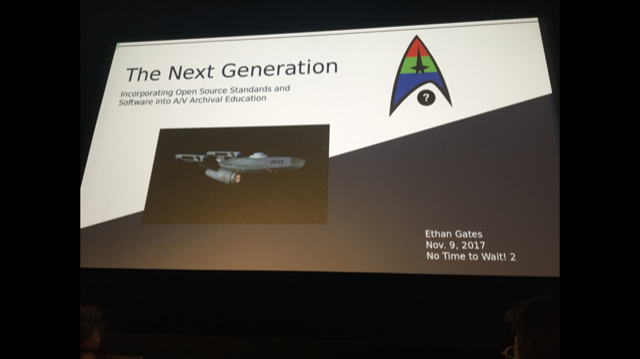 The Next Generation
Incorporating Open Source Standards and
Software into A/V Archival Education
?
FFV1
Ethan Gates
Nov. 9, 2017
No Time to Wait! 2